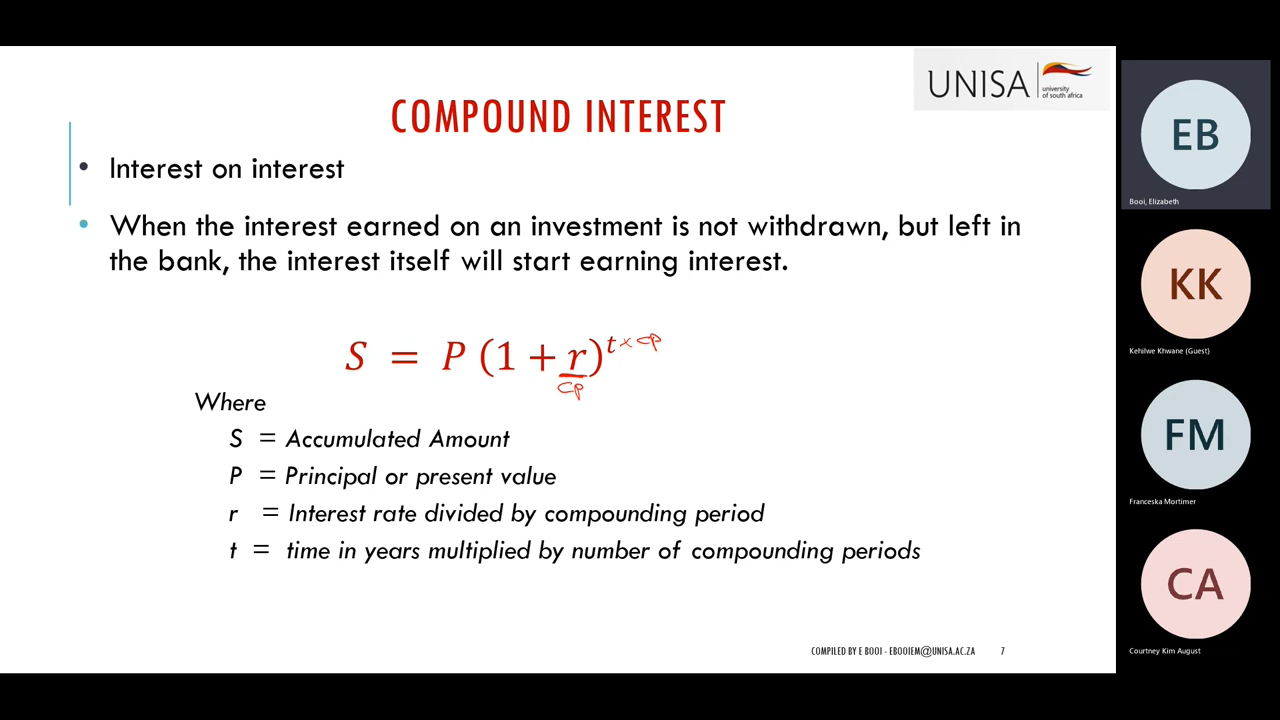 UNISA
university
of south africa
COMPOUND INTEREST
• Interest on interest
• When the interest earned on an investment is not withdrawn, but left in
the bank, the interest itself will start earning interest.
S = P (1 + r)^t × cp
cp
Where
S = Accumulated Amount
P = Principal or present value
r = Interest rate divided by compounding period
t = time in years multiplied by number of compounding periods
COMPILED BY E BOOI - EBOOIEM@UNISA.AC.ZA 7
EB
Booi, Elizabeth
KK
Kehilwe Khwane (Guest)
FM
Franceska Mortimer
CA
Courtney Kim August